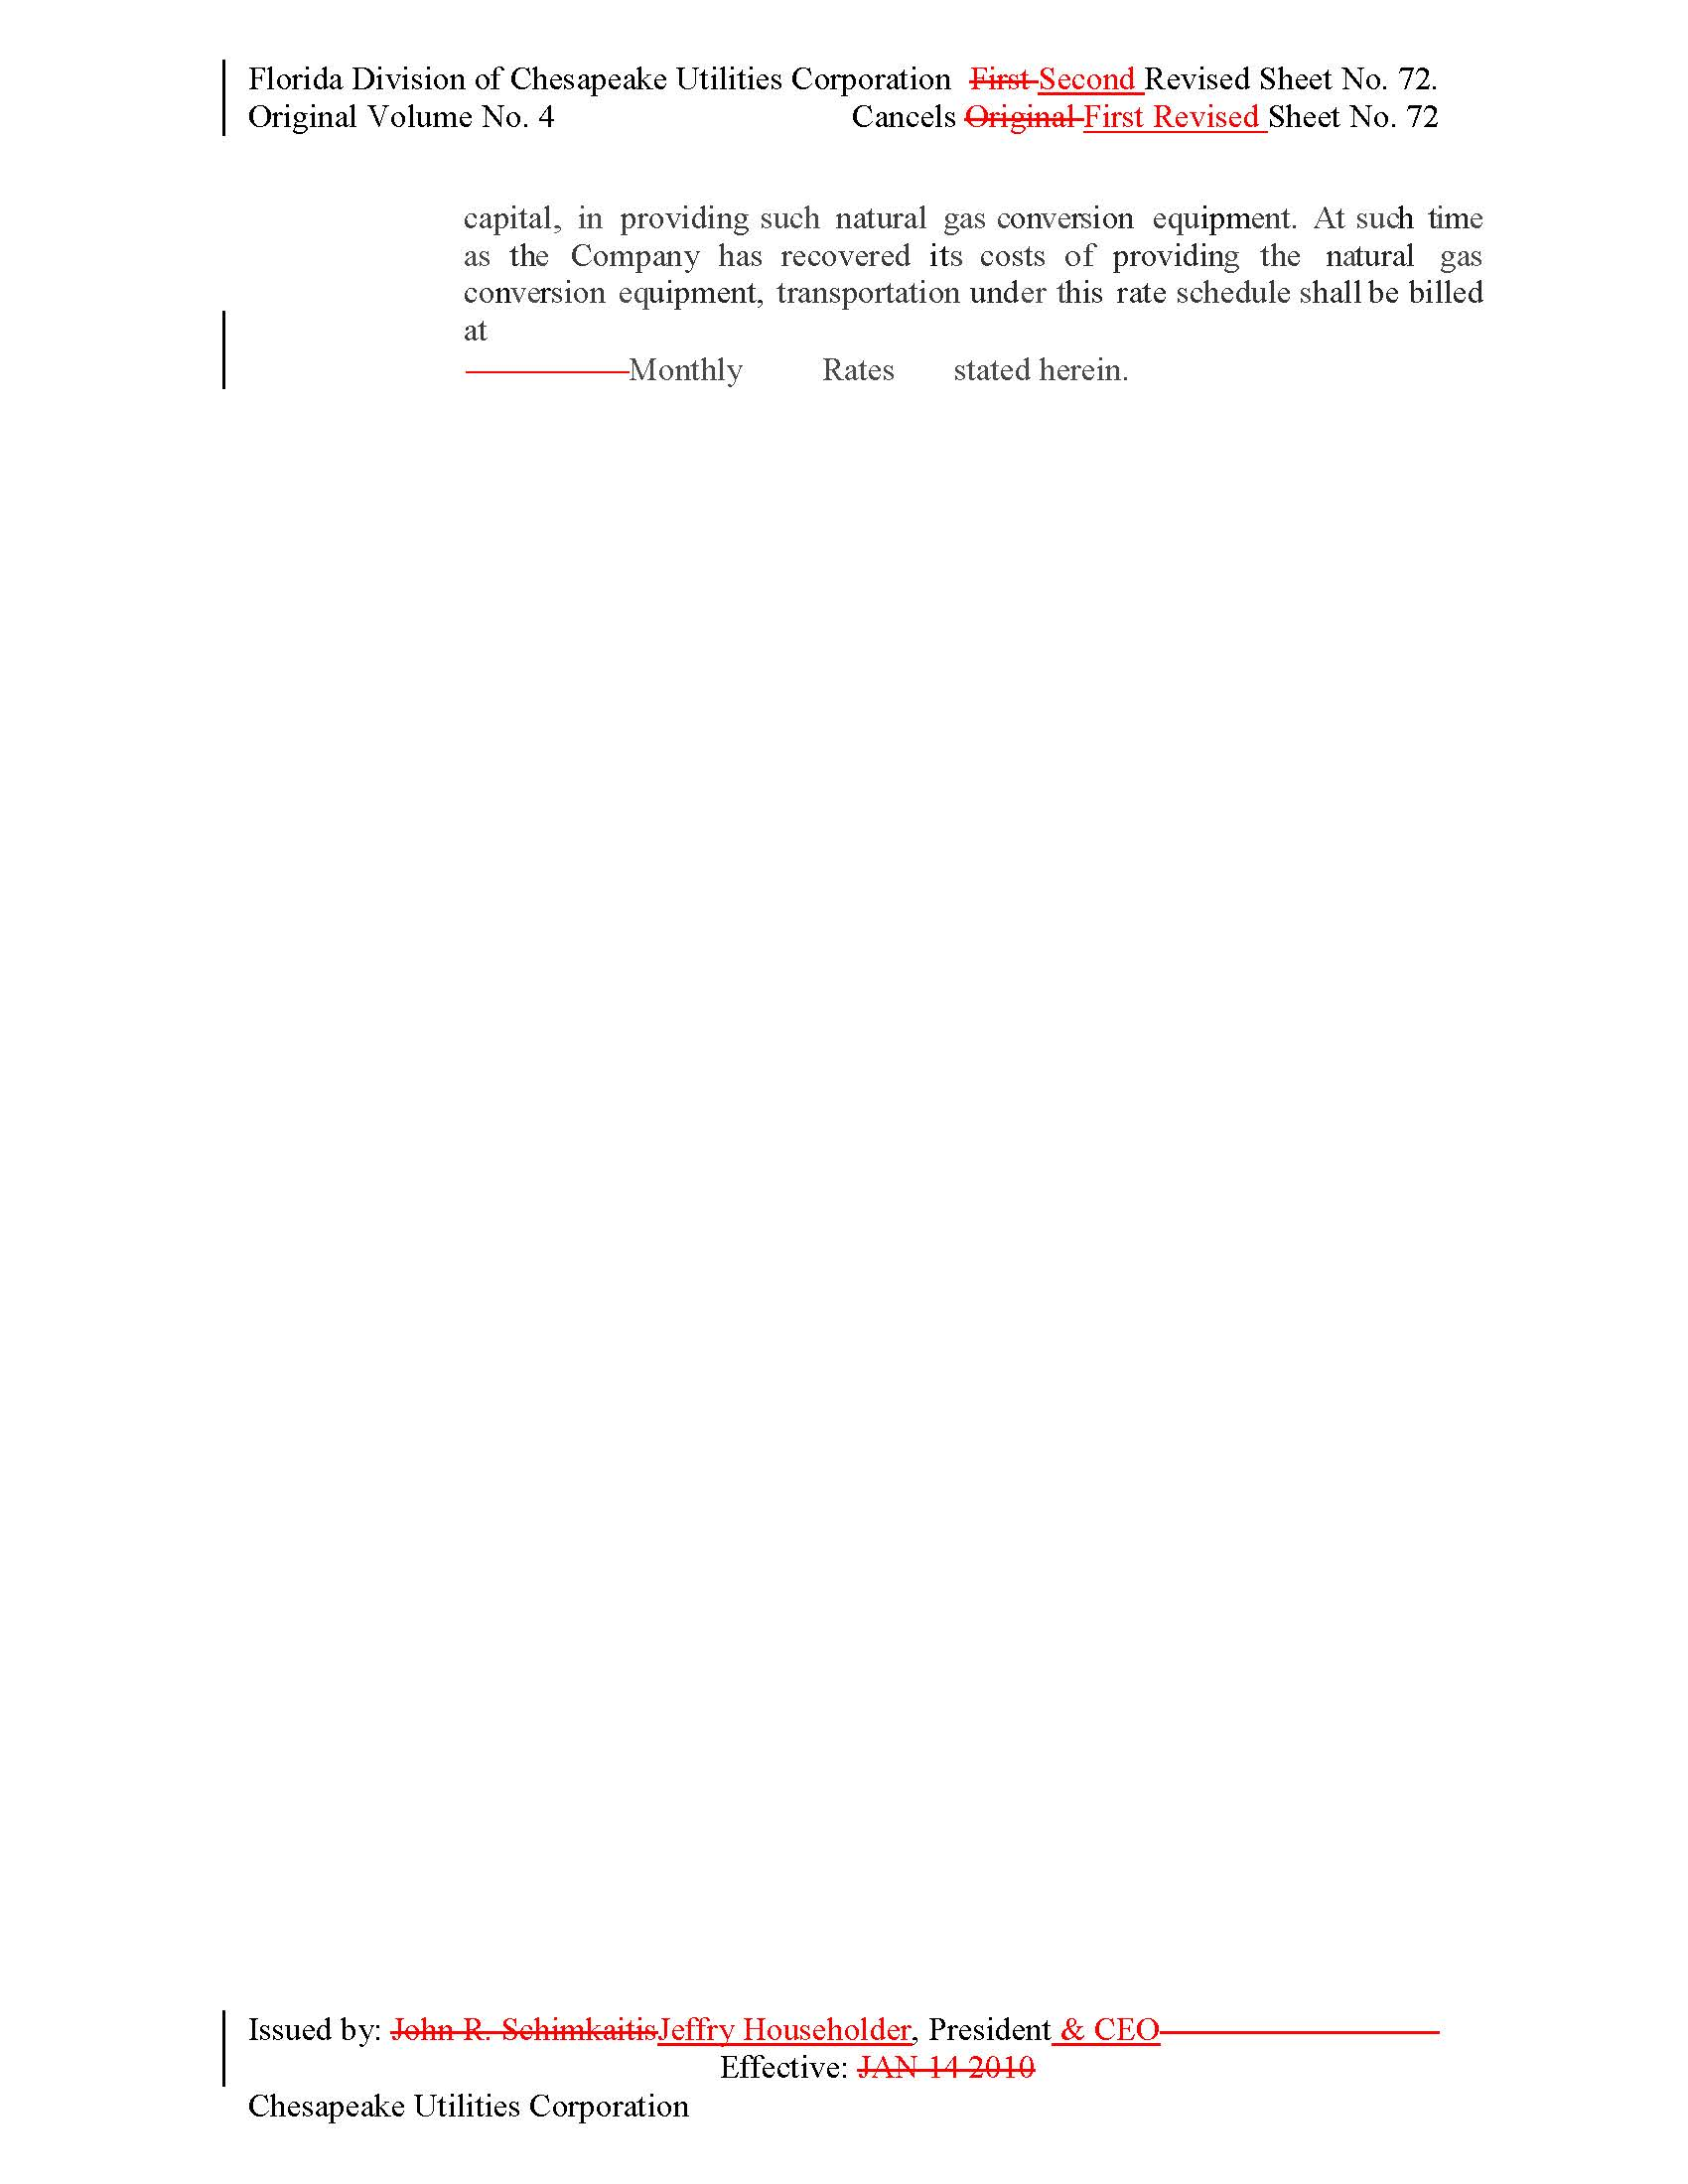 Florida Division of Chesapeake Utilities Corporation First Second Revised Sheet No. 72.
Original Volume No. 4 Cancels Original First Revised Sheet No. 72
capital, in providing such natural gas conversion equipment. At such time
as the Company has recovered its costs of providing the natural gas
conversion equipment, transportation under this rate schedule shall be billed
at
Monthly Rates stated herein.
Issued by: John R. SchimkaitisJeffry Householder, President & CEO
Effective: JAN 14 2010
Chesapeake Utilities Corporation